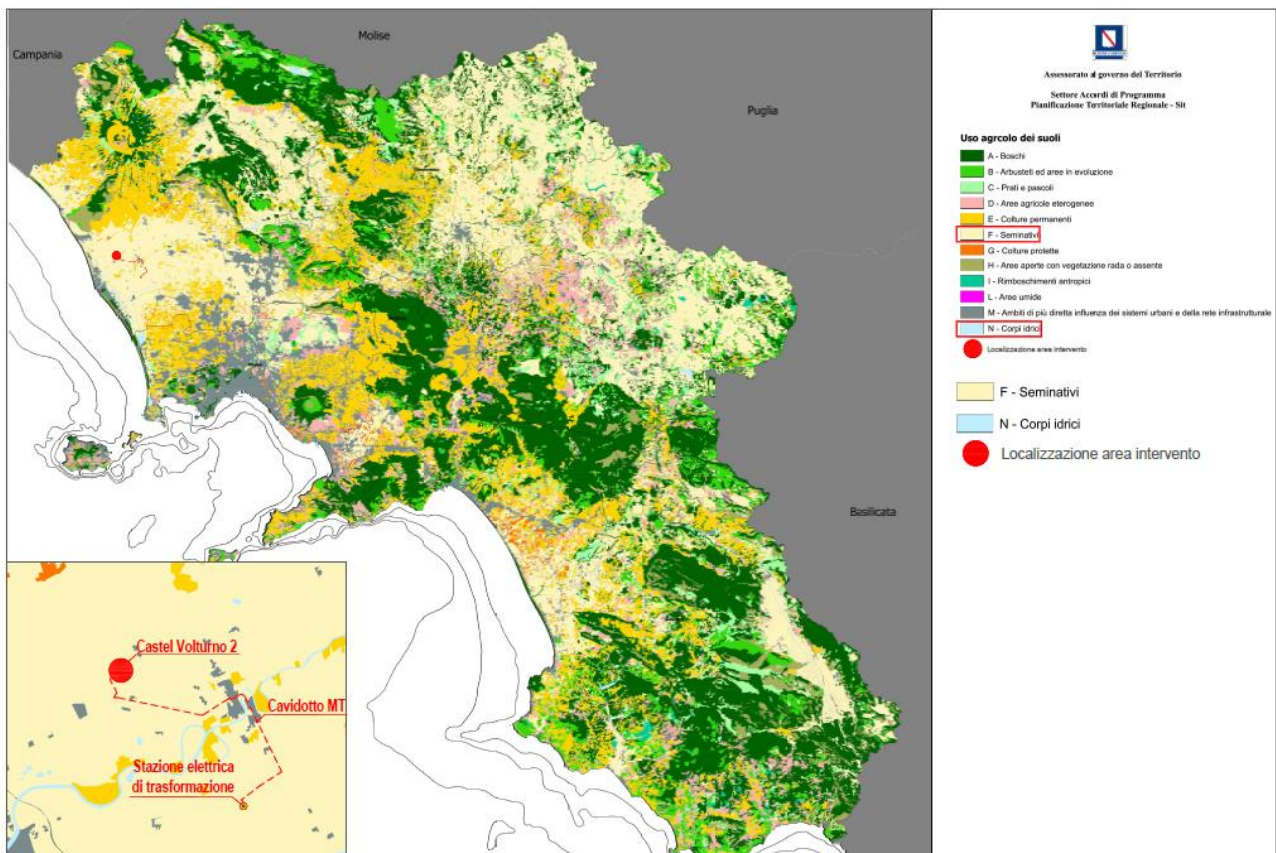 Campania
Molise
Puglia
Basilicata
Castel Volturno 2
Cavidotto MT
Stazione elettrica
di trasformazione
Assessorato al governo del Territorio
Settore Accordi di Programma
Pianificazione Territoriale Regionale - Sit
Uso agrcolo dei suoli
A - Boschi
B - Arbusteti ed aree in evoluzione
C - Prati e pascoli
D - Aree agricole eterogenee
E - Colture permanenti
F - Seminativi
G - Colture protette
H - Aree aperte con vegetazione rada o assente
I - Rimboschimenti antropici
L - Aree umide
M - Ambiti di più diretta influenza dei sistemi urbani e della rete infrastrutturale
N - Corpi idrici
Localizzazione area intervento
F - Seminativi
N - Corpi idrici
Localizzazione area intervento